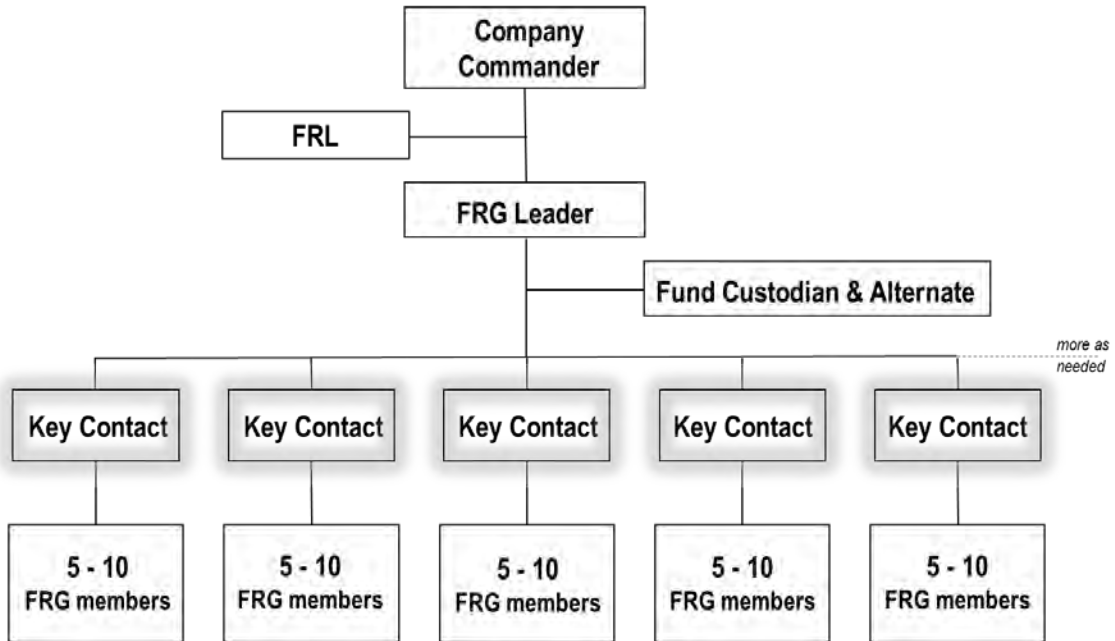 Company
Commander
FRL
FRG Leader
Fund Custodian & Alternate
more as
needed
Key Contact
Key Contact
Key Contact
Key Contact
Key Contact
5 - 10
FRG members
5 - 10
FRG members
5 - 10
FRG members
5 - 10
FRG members
5 - 10
FRG members